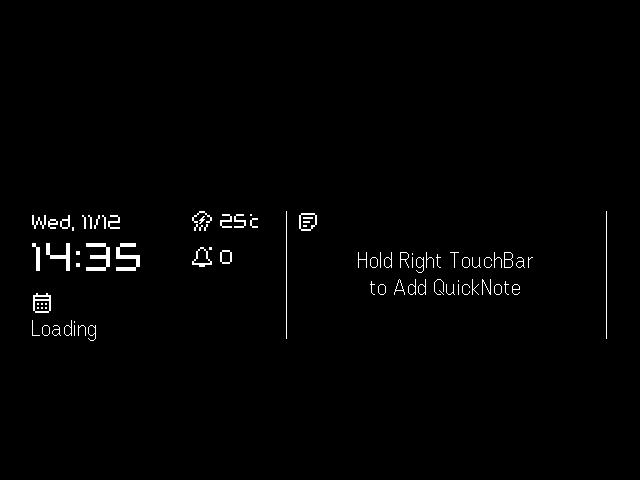 Wed, 11/12
25c
14:35
0
Loading
Hold Right TouchBar
to Add QuickNote